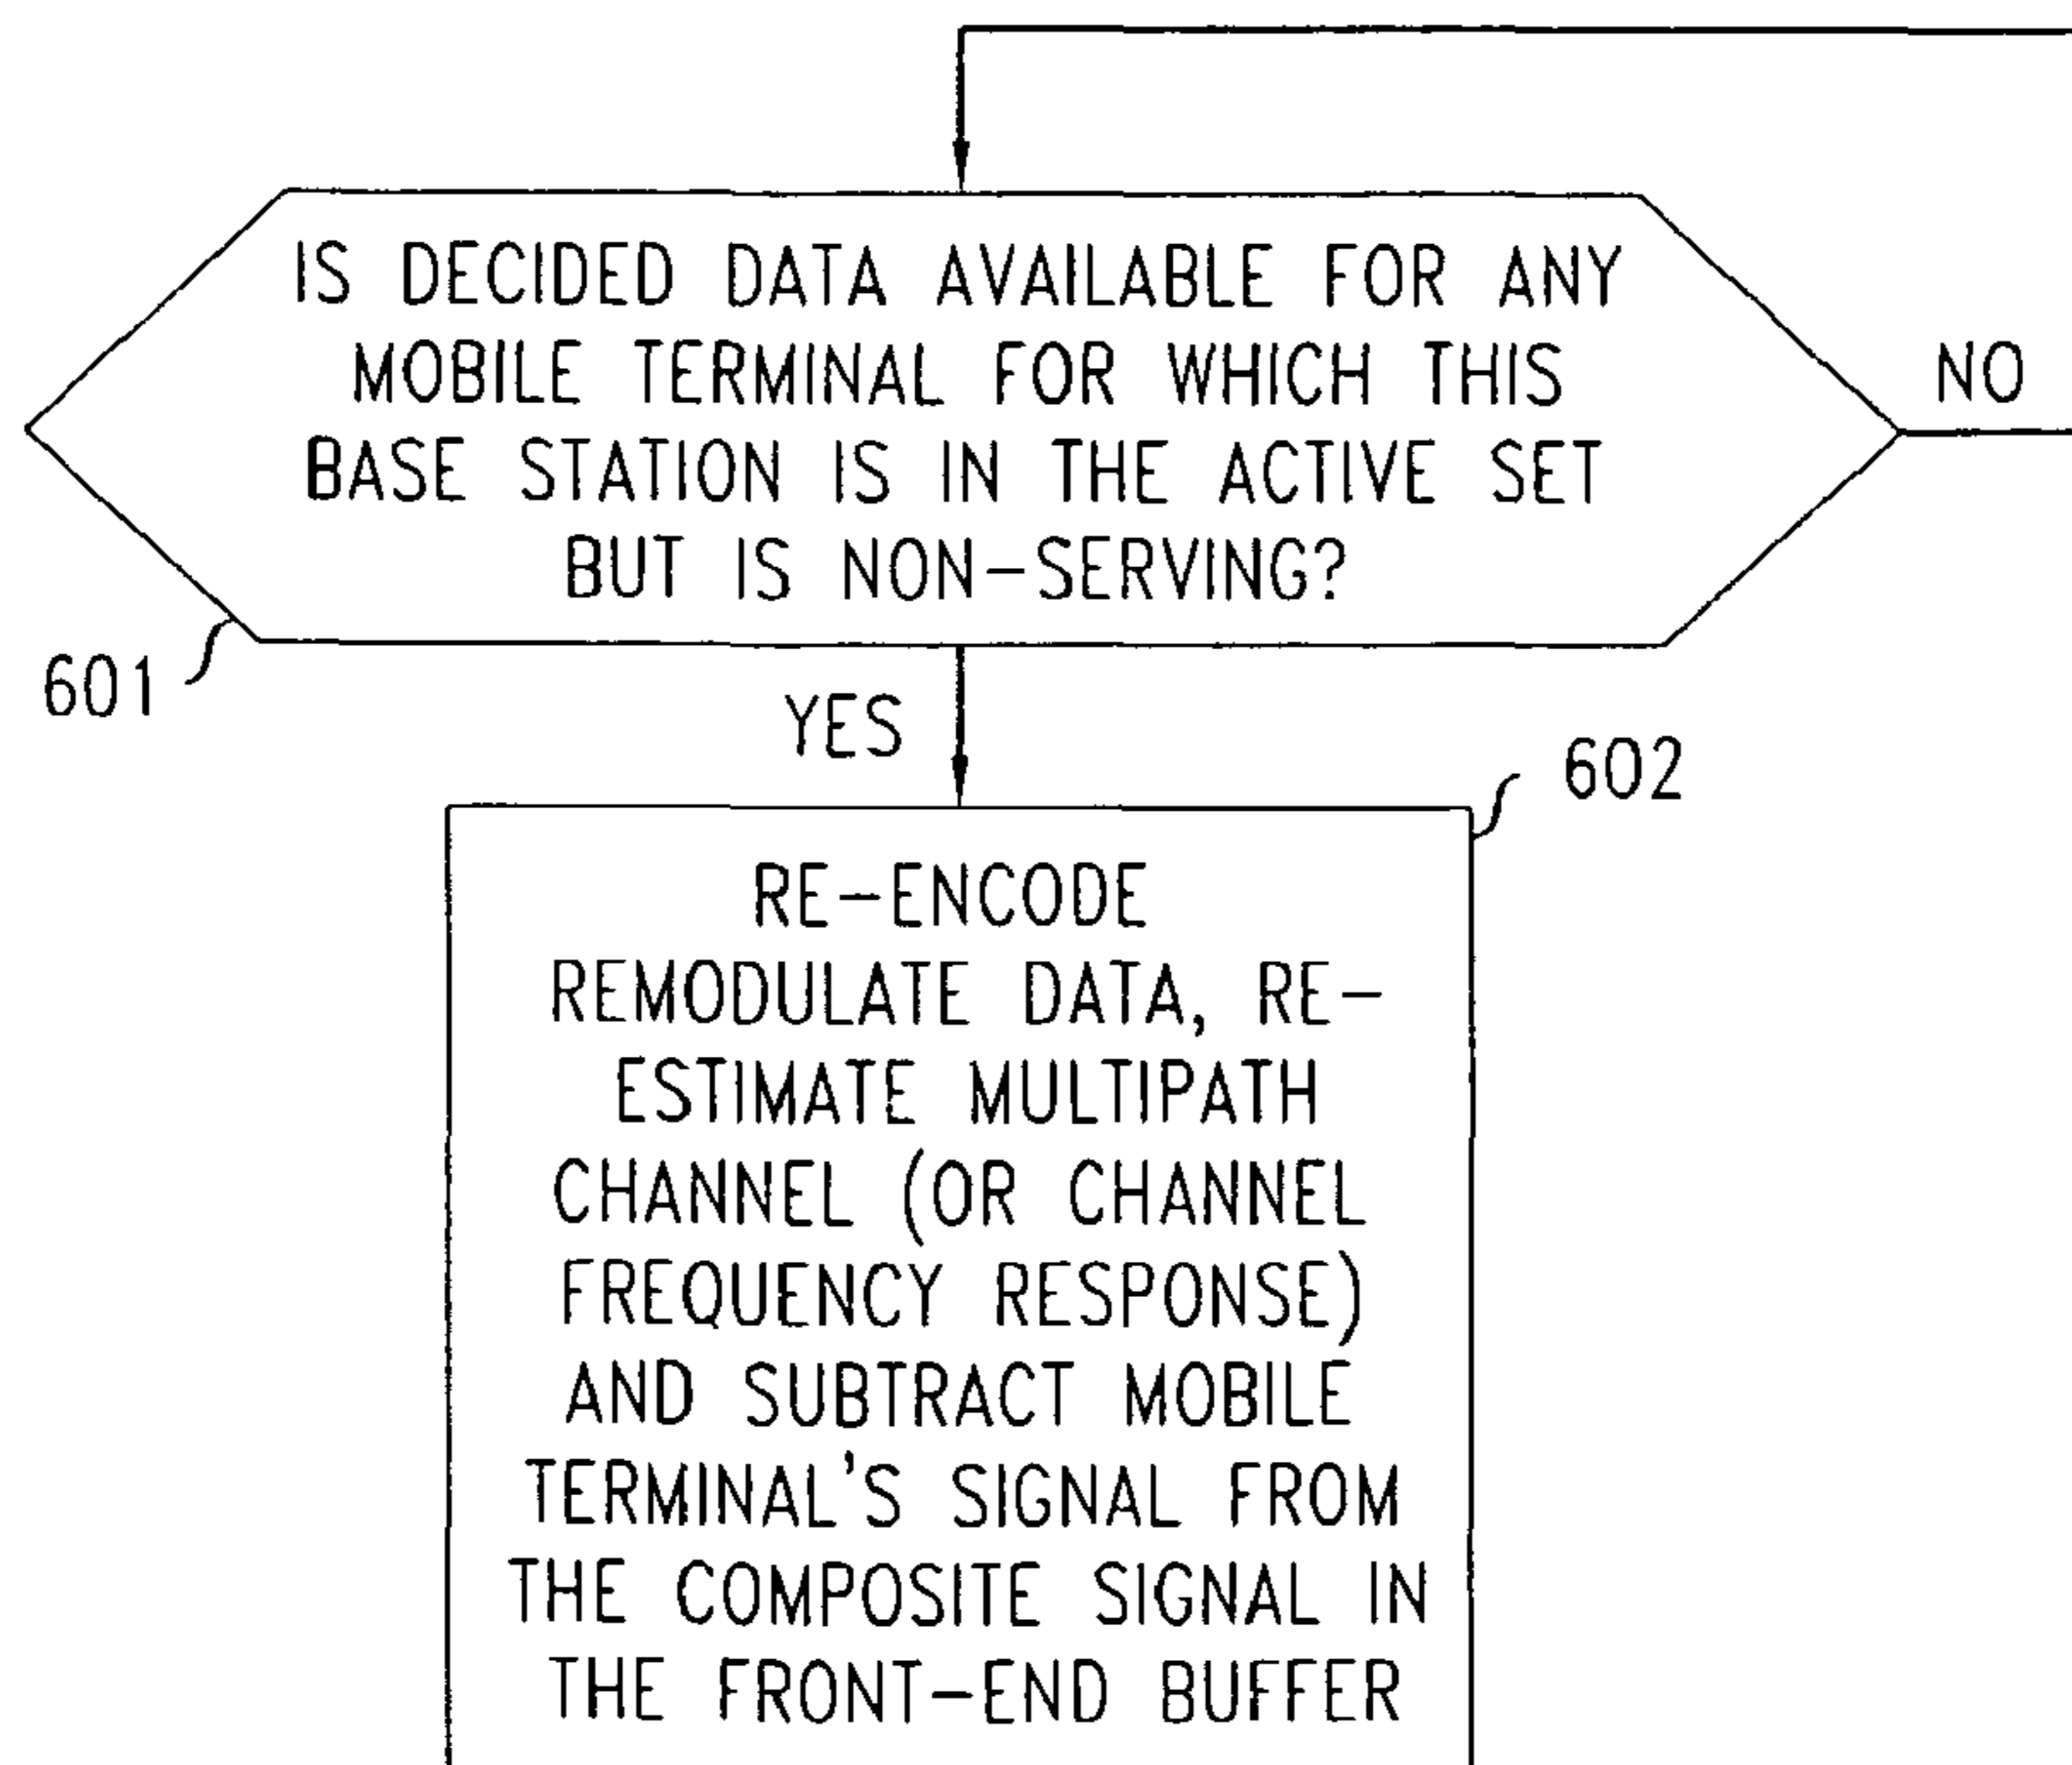 IS DECIDED DATA AVAILABLE FOR ANY
MOBILE TERMINAL FOR WHICH THIS
BASE STATION IS IN THE ACTIVE SET
BUT IS NON-SERVING?
NO
601
YES
602
RE-ENCODE
REMODULATE DATA, RE-
ESTIMATE MULTIPATH
CHANNEL (OR CHANNEL
FREQUENCY RESPONSE)
AND SUBTRACT MOBILE
TERMINAL'S SIGNAL FROM
THE COMPOSITE SIGNAL IN
THE FRONT-END BUFFER